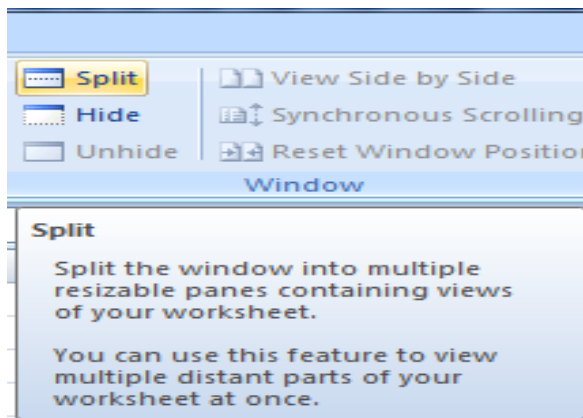 Split
View Side by Side
Hide
Synchronous Scrolling
Unhide
Reset Window Positio
Window
Split
Split the window into multiple
resizable panes containing views
of your worksheet.
You can use this feature to view
multiple distant parts of your
worksheet at once.